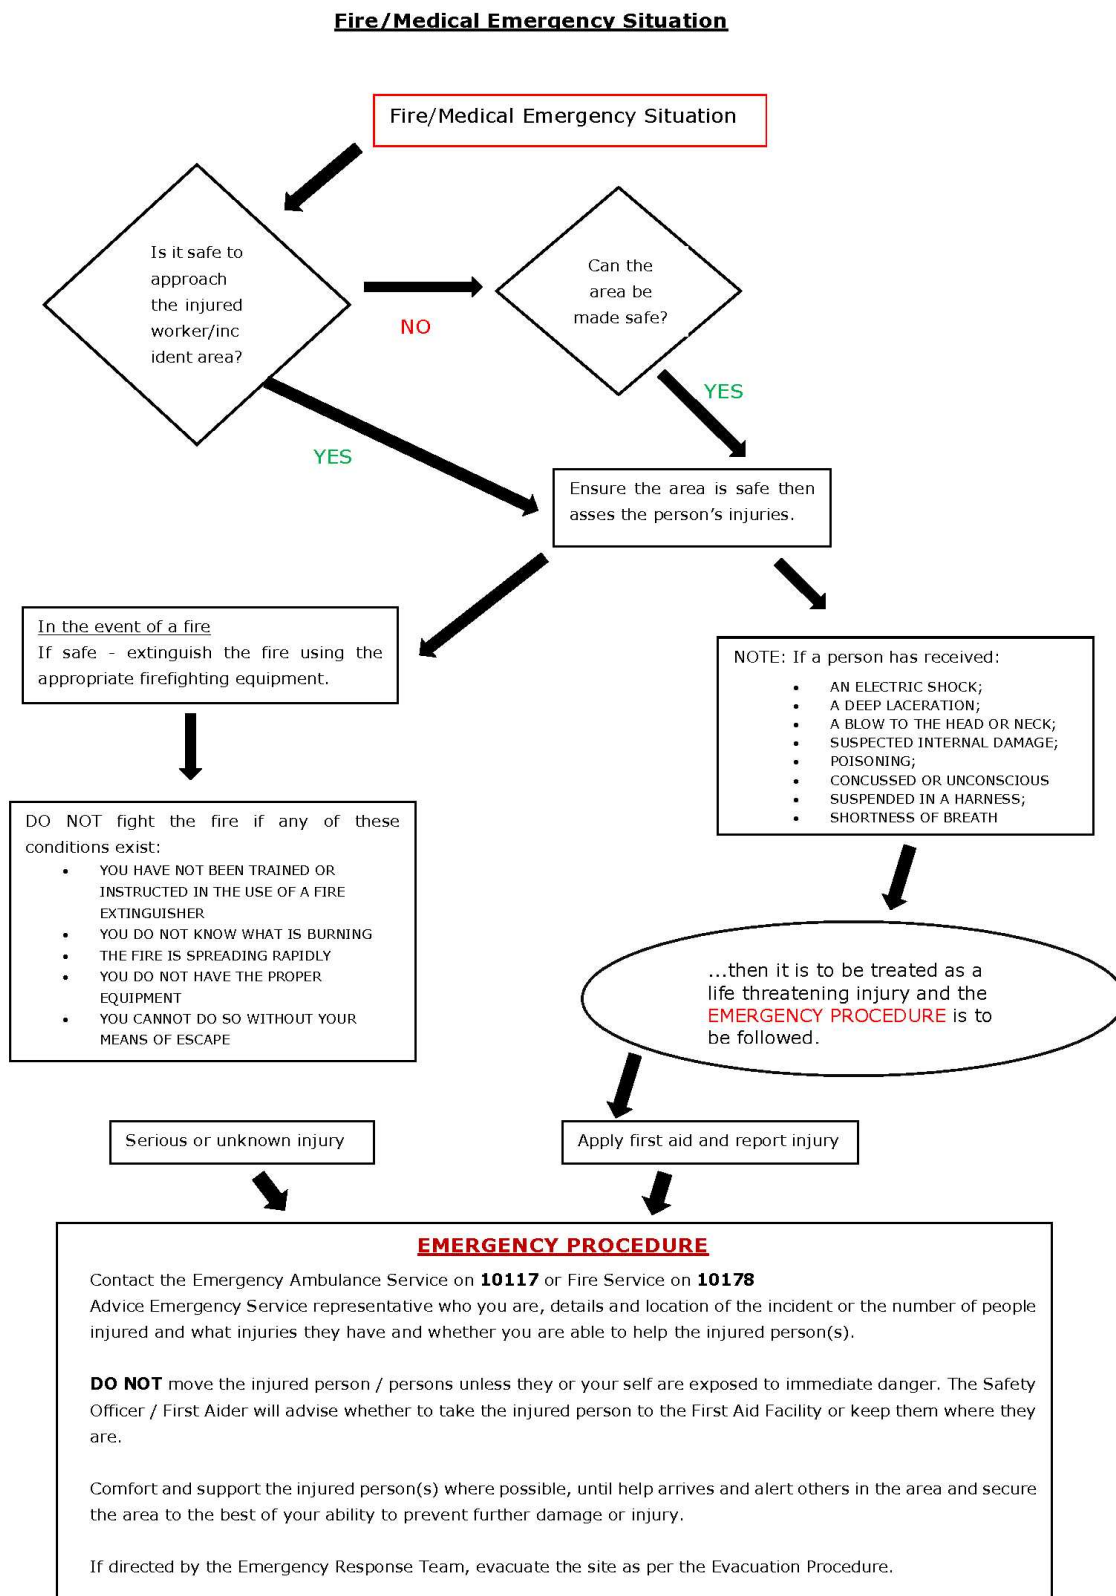 Fire/Medical Emergency Situation
Fire/Medical Emergency Situation
Is it safe to
approach
the injured
worker/inc
ident area?
NO
Can the
area be
made safe?
YES
YES
Ensure the area is safe then
asses the person's injuries.
In the event of a fire
If safe - extinguish the fire using the
appropriate firefighting equipment.
NOTE: If a person has received:
• AN ELECTRIC SHOCK;
• A DEEP LACERATION;
• A BLOW TO THE HEAD OR NECK;
• SUSPECTED INTERNAL DAMAGE;
• POISONING;
• CONCUSSED OR UNCONSCIOUS
• SUSPENDED IN A HARNESS;
• SHORTNESS OF BREATH
DO NOT fight the fire if any of these
conditions exist:
• YOU HAVE NOT BEEN TRAINED OR
INSTRUCTED IN THE USE OF A FIRE
EXTINGUISHER
• YOU DO NOT KNOW WHAT IS BURNING
• THE FIRE IS SPREADING RAPIDLY
• YOU DO NOT HAVE THE PROPER
EQUIPMENT
• YOU CANNOT DO SO WITHOUT YOUR
MEANS OF ESCAPE
...then it is to be treated as a
life threatening injury and the
EMERGENCY PROCEDURE is to
be followed.
Serious or unknown injury
Apply first aid and report injury
EMERGENCY PROCEDURE
Contact the Emergency Ambulance Service on 10117 or Fire Service on 10178
Advice Emergency Service representative who you are, details and location of the incident or the number of people
injured and what injuries they have and whether you are able to help the injured person(s).
DO NOT move the injured person / persons unless they or your self are exposed to immediate danger. The Safety
Officer / First Aider will advise whether to take the injured person to the First Aid Facility or keep them where they
are.
Comfort and support the injured person(s) where possible, until help arrives and alert others in the area and secure
the area to the best of your ability to prevent further damage or injury.
If directed by the Emergency Response Team, evacuate the site as per the Evacuation Procedure.